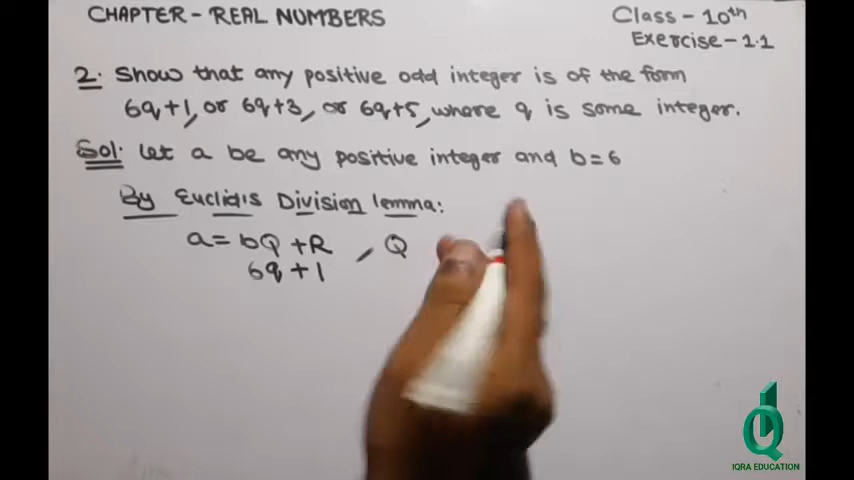 CHAPTER - REAL NUMBERS
Class - 10th
Exercise - 1.1
2. Show that any positive odd integer is of the form
6q+1, or 6q+3, or 6q+5, where q is some integer.
Sol. Let a be any positive integer and b=6
By Euclid's Division lemma:
a = bQ + R , Q
6q + 1
IQRA EDUCATION